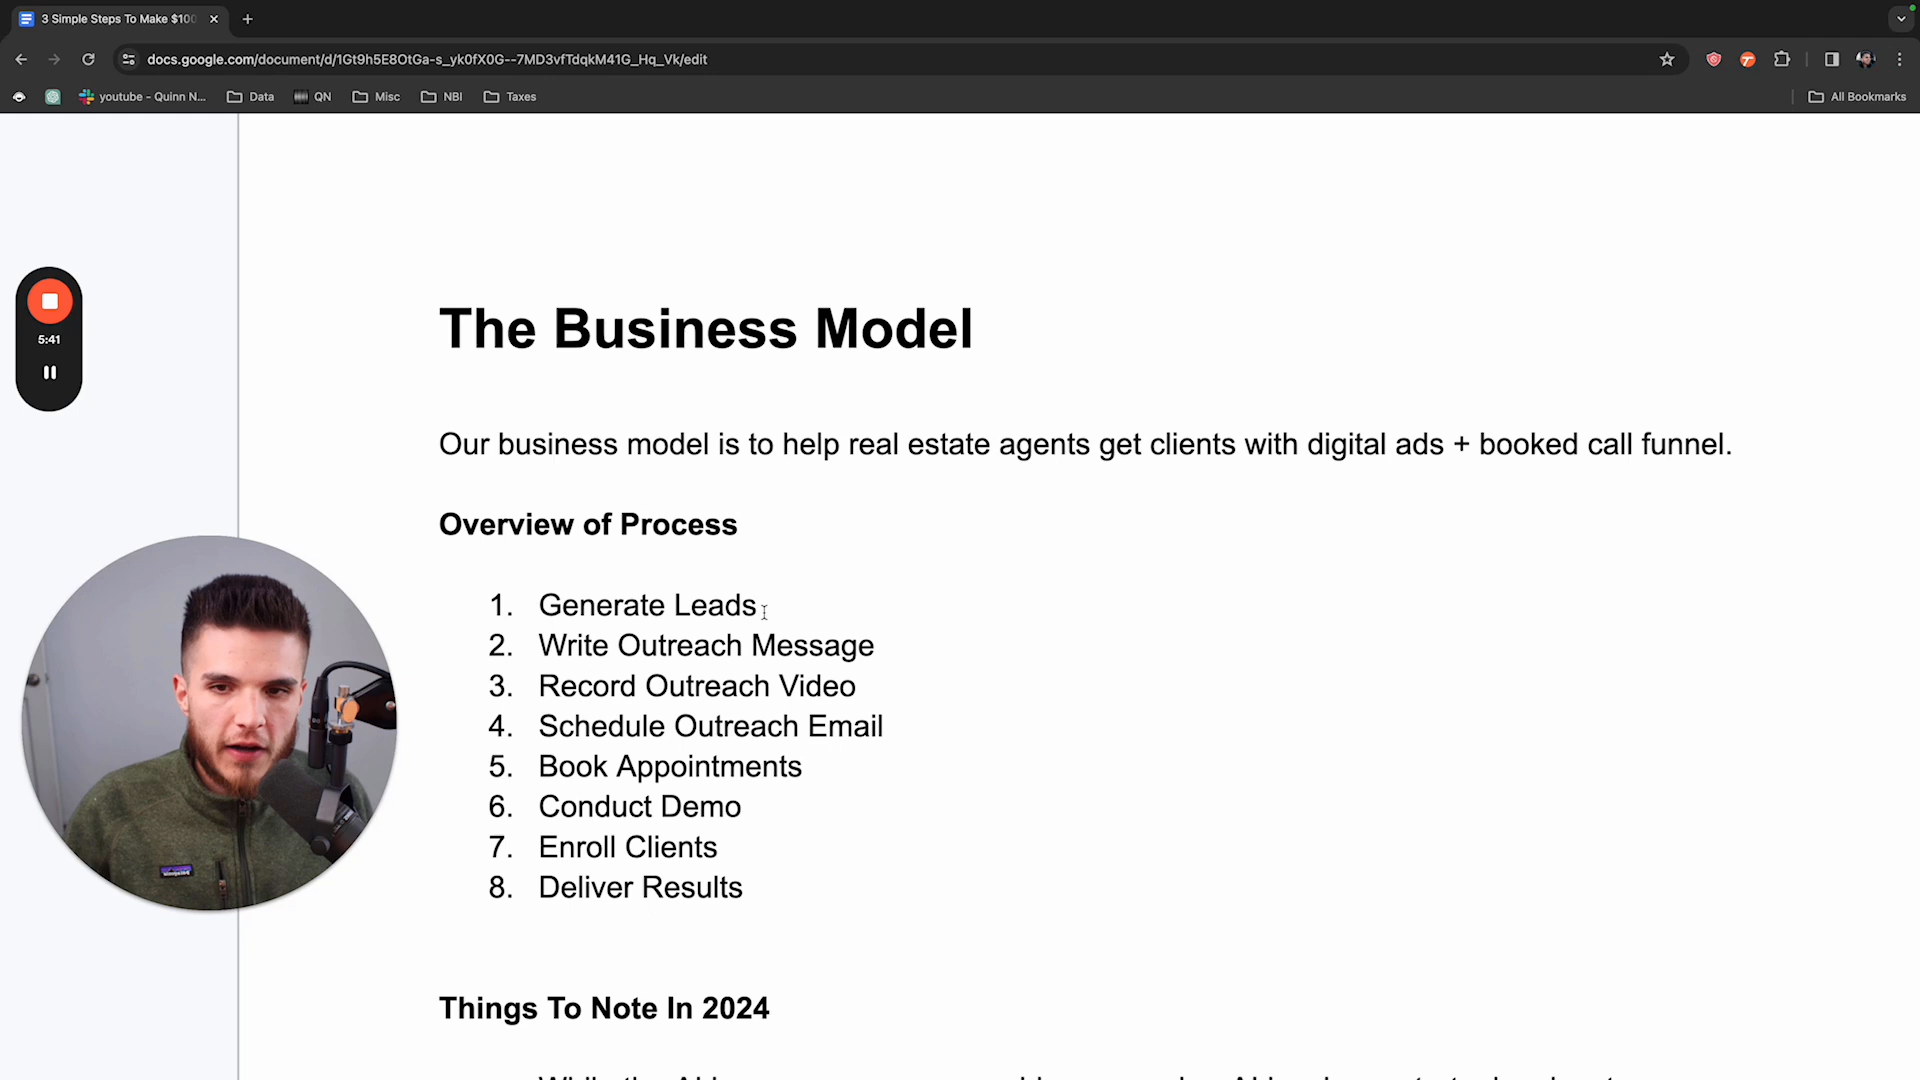 3 Simple Steps To Make $100
docs.google.com/document/d/1Gt9h5E8OtGa-s_yk0fX0G--7MD3vfTdqkM41G_Hq_Vk/edit
youtube - Quinn N... Data QN Misc NBI Taxes All Bookmarks
5:41
The Business Model
Our business model is to help real estate agents get clients with digital ads + booked call funnel.
Overview of Process
1. Generate Leads
2. Write Outreach Message
3. Record Outreach Video
4. Schedule Outreach Email
5. Book Appointments
6. Conduct Demo
7. Enroll Clients
8. Deliver Results
Things To Note In 2024